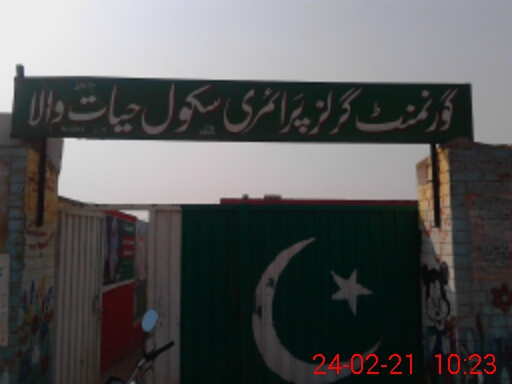 گورنمنٹ گرلز پرائمری سکول حیات والا
24-02-21 10:23